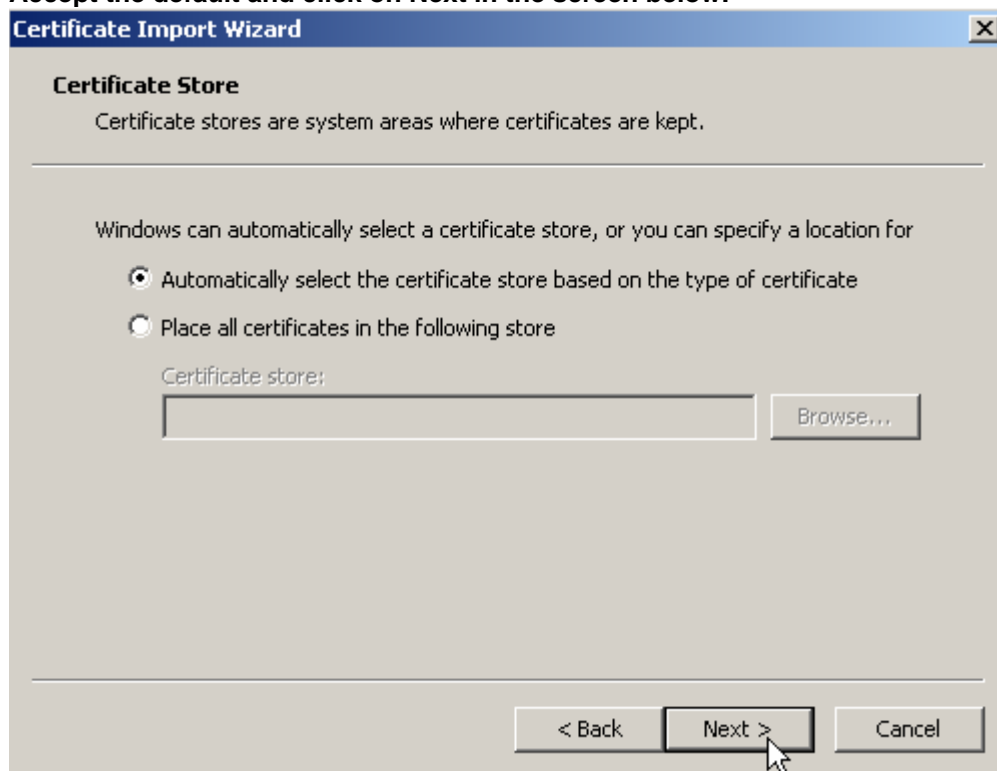 Accept the default and click on Next in the screen below:
Certificate Import Wizard
Certificate Store
Certificate stores are system areas where certificates are kept.
Windows can automatically select a certificate store, or you can specify a location for
Automatically select the certificate store based on the type of certificate
Place all certificates in the following store
Certificate store:
Browse...
< Back
Next >
Cancel